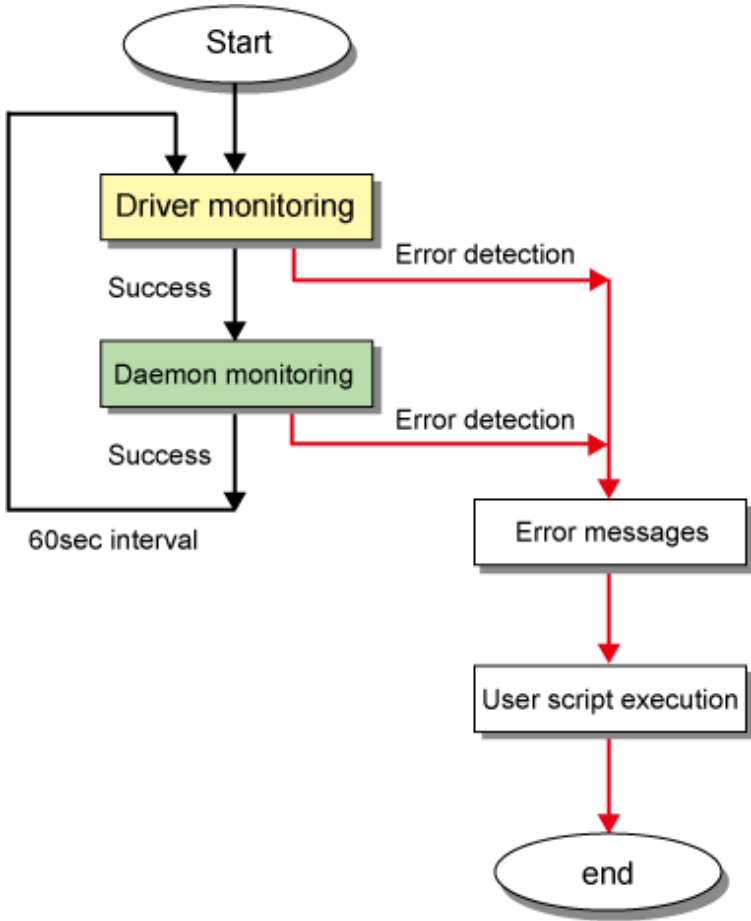 Start
Driver monitoring
Error detection
Success
Daemon monitoring
Error detection
Success
60sec interval
Error messages
User script execution
end